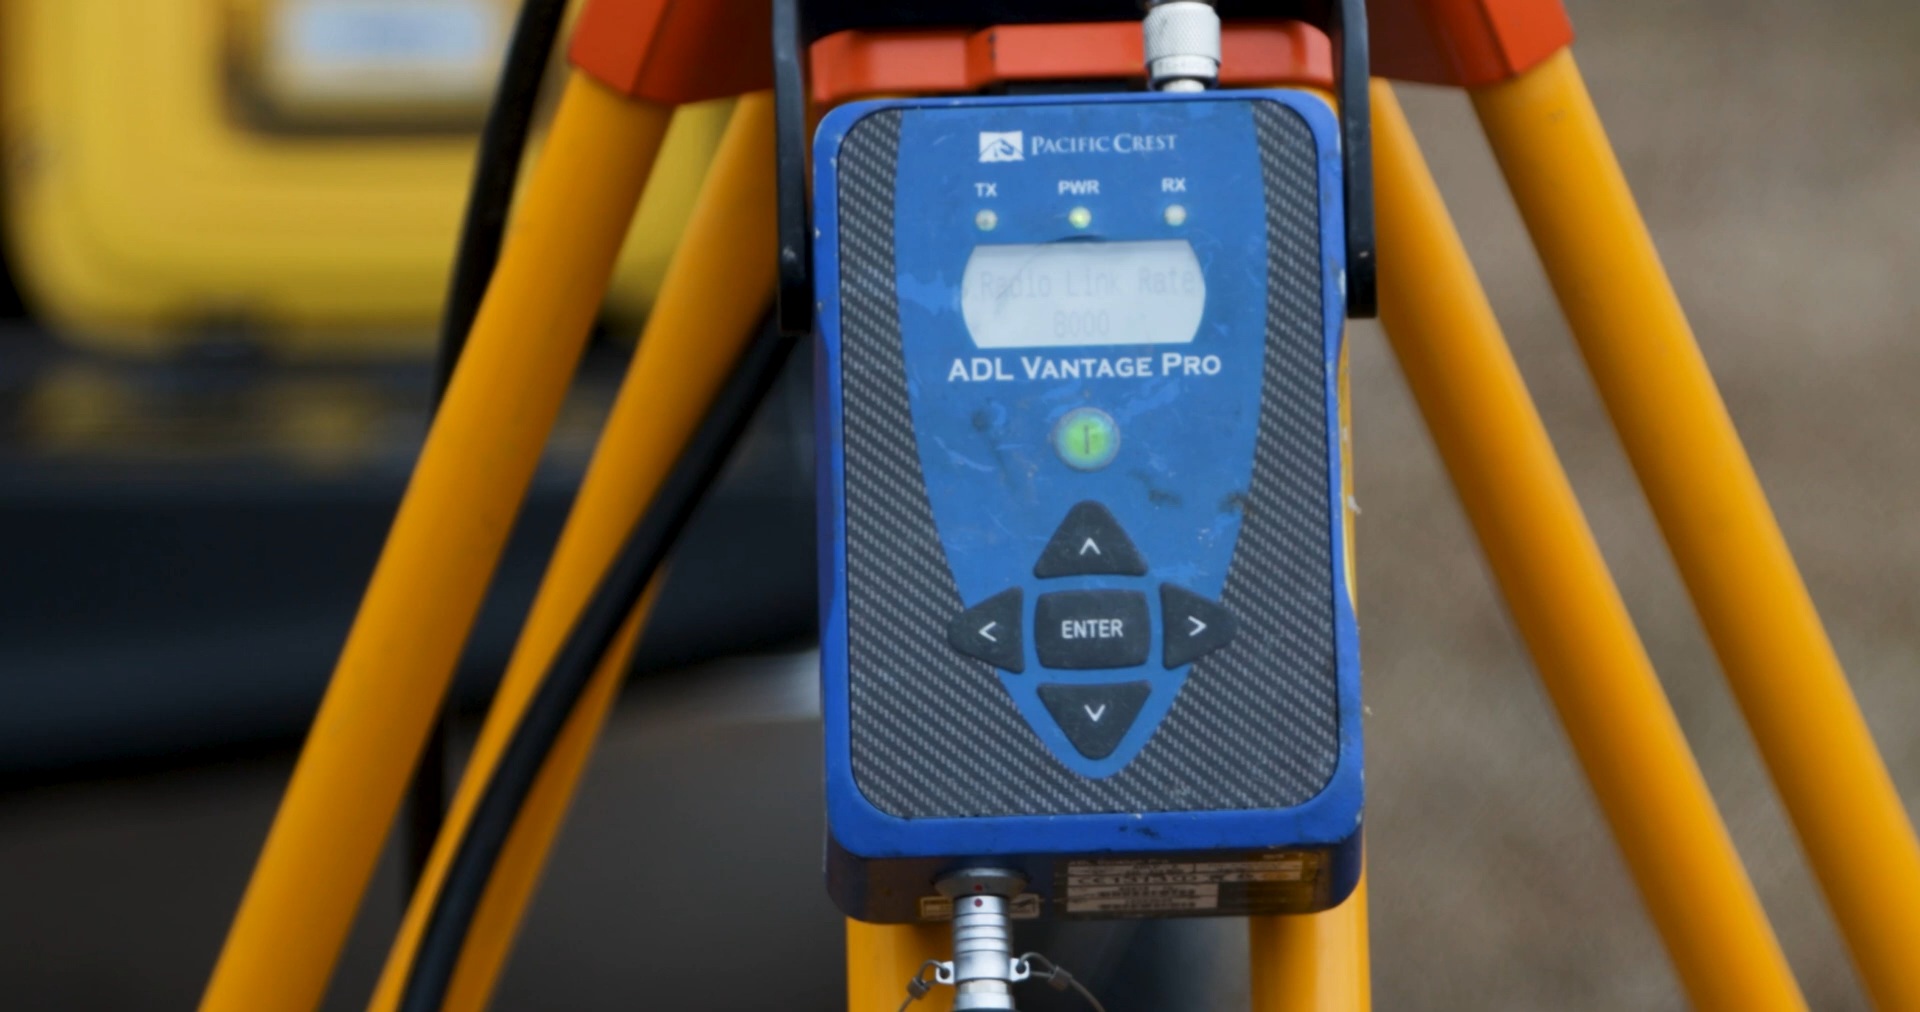 PACIFIC CREST
TX PWR RX
Radio Link Rate
8000
ADL VANTAGE PRO
ENTER